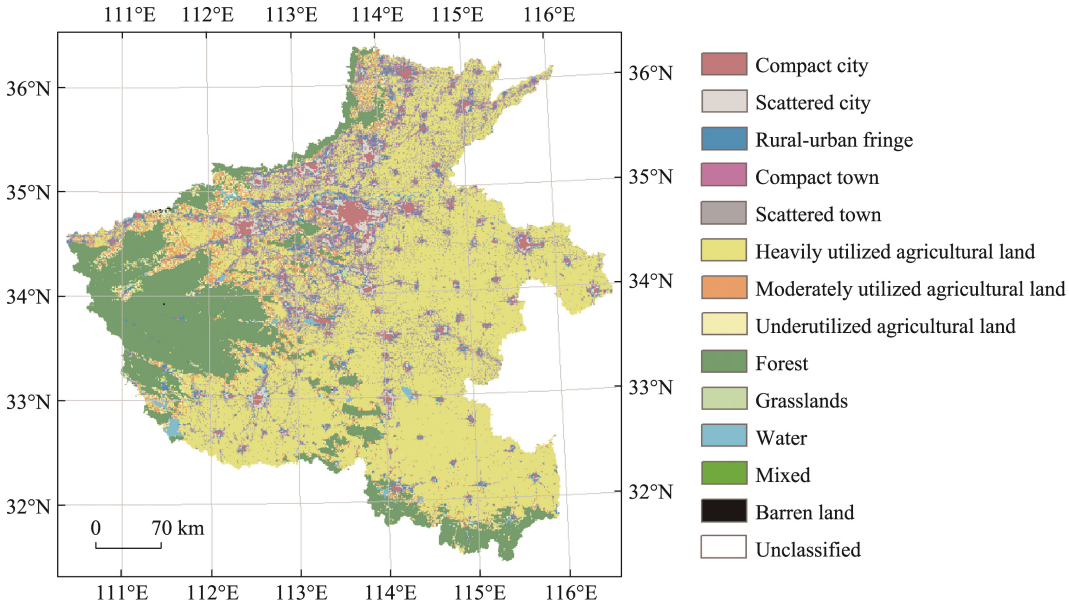 111°E 112°E 113°E 114°E 115°E 116°E
36°N
35°N
34°N
33°N
32°N
36°N
35°N
34°N
33°N
32°N
0 70 km
111°E 112°E 113°E 114°E 115°E 116°E
Compact city
Scattered city
Rural-urban fringe
Compact town
Scattered town
Heavily utilized agricultural land
Moderately utilized agricultural land
Underutilized agricultural land
Forest
Grasslands
Water
Mixed
Barren land
Unclassified